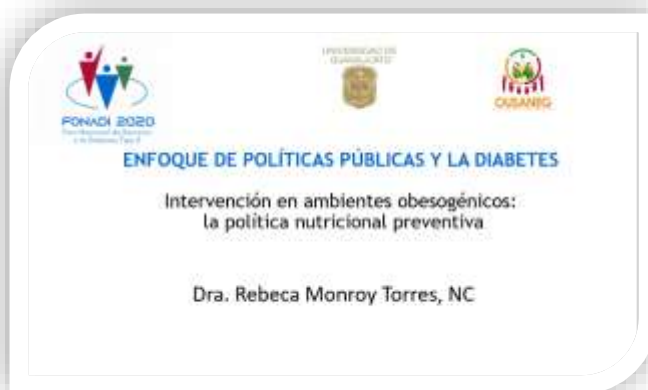 UNIVERSIDAD DE
GUANAJUATO
FONADI 2020
OUSANEG
ENFOQUE DE POLÍTICAS PÚBLICAS Y LA DIABETES
Intervención en ambientes obesogénicos:
la política nutricional preventiva
Dra. Rebeca Monroy Torres, NC